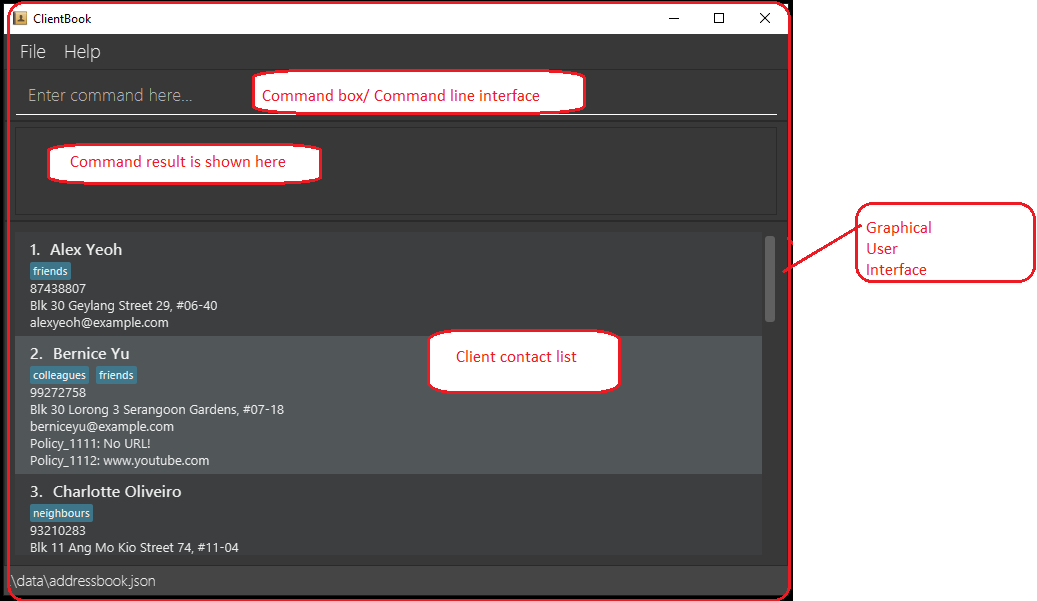 ClientBook
File Help
Enter command here...
Command box/ Command line interface
Command result is shown here
1. Alex Yeoh
friends
87438807
Blk 30 Geylang Street 29, #06-40
alexyeoh@example.com
2. Bernice Yu
colleagues friends
99272758
Blk 30 Lorong 3 Serangoon Gardens, #07-18
berniceyu@example.com
Policy_1111: No URL!
Policy_1112: www.youtube.com
Client contact list
3. Charlotte Oliveiro
neighbours
93210283
Blk 11 Ang Mo Kio Street 74, #11-04
.\data\addressbook.json
Graphical
User
Interface